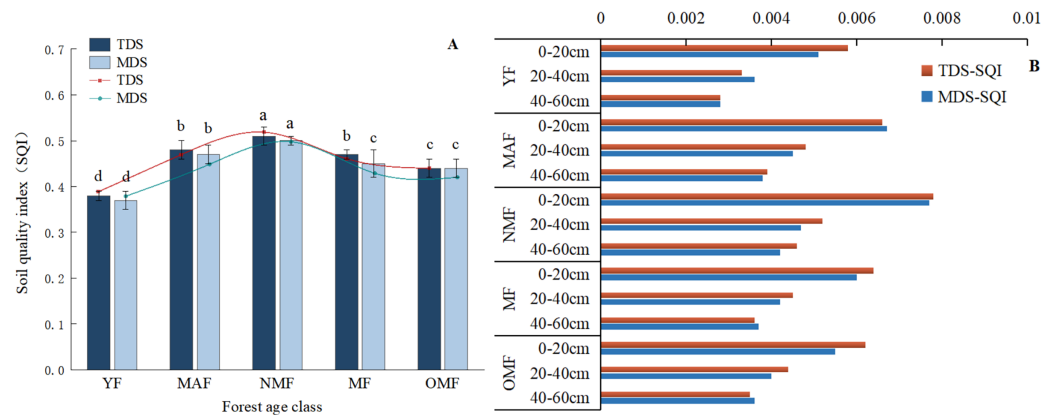 A
TDS
MDS
TDS
MDS
Soil quality index（SQI）
0.7
0.6
0.5
0.4
0.3
0.2
0.1
0.0
d d b b a a b c c c
YF MAF NMF MF OMF
Forest age class
0 0.002 0.004 0.006 0.008 0.01
B
TDS-SQI
MDS-SQI
YF
0-20cm
20-40cm
40-60cm
MAF
0-20cm
20-40cm
40-60cm
NMF
0-20cm
20-40cm
40-60cm
MF
0-20cm
20-40cm
40-60cm
OMF
0-20cm
20-40cm
40-60cm